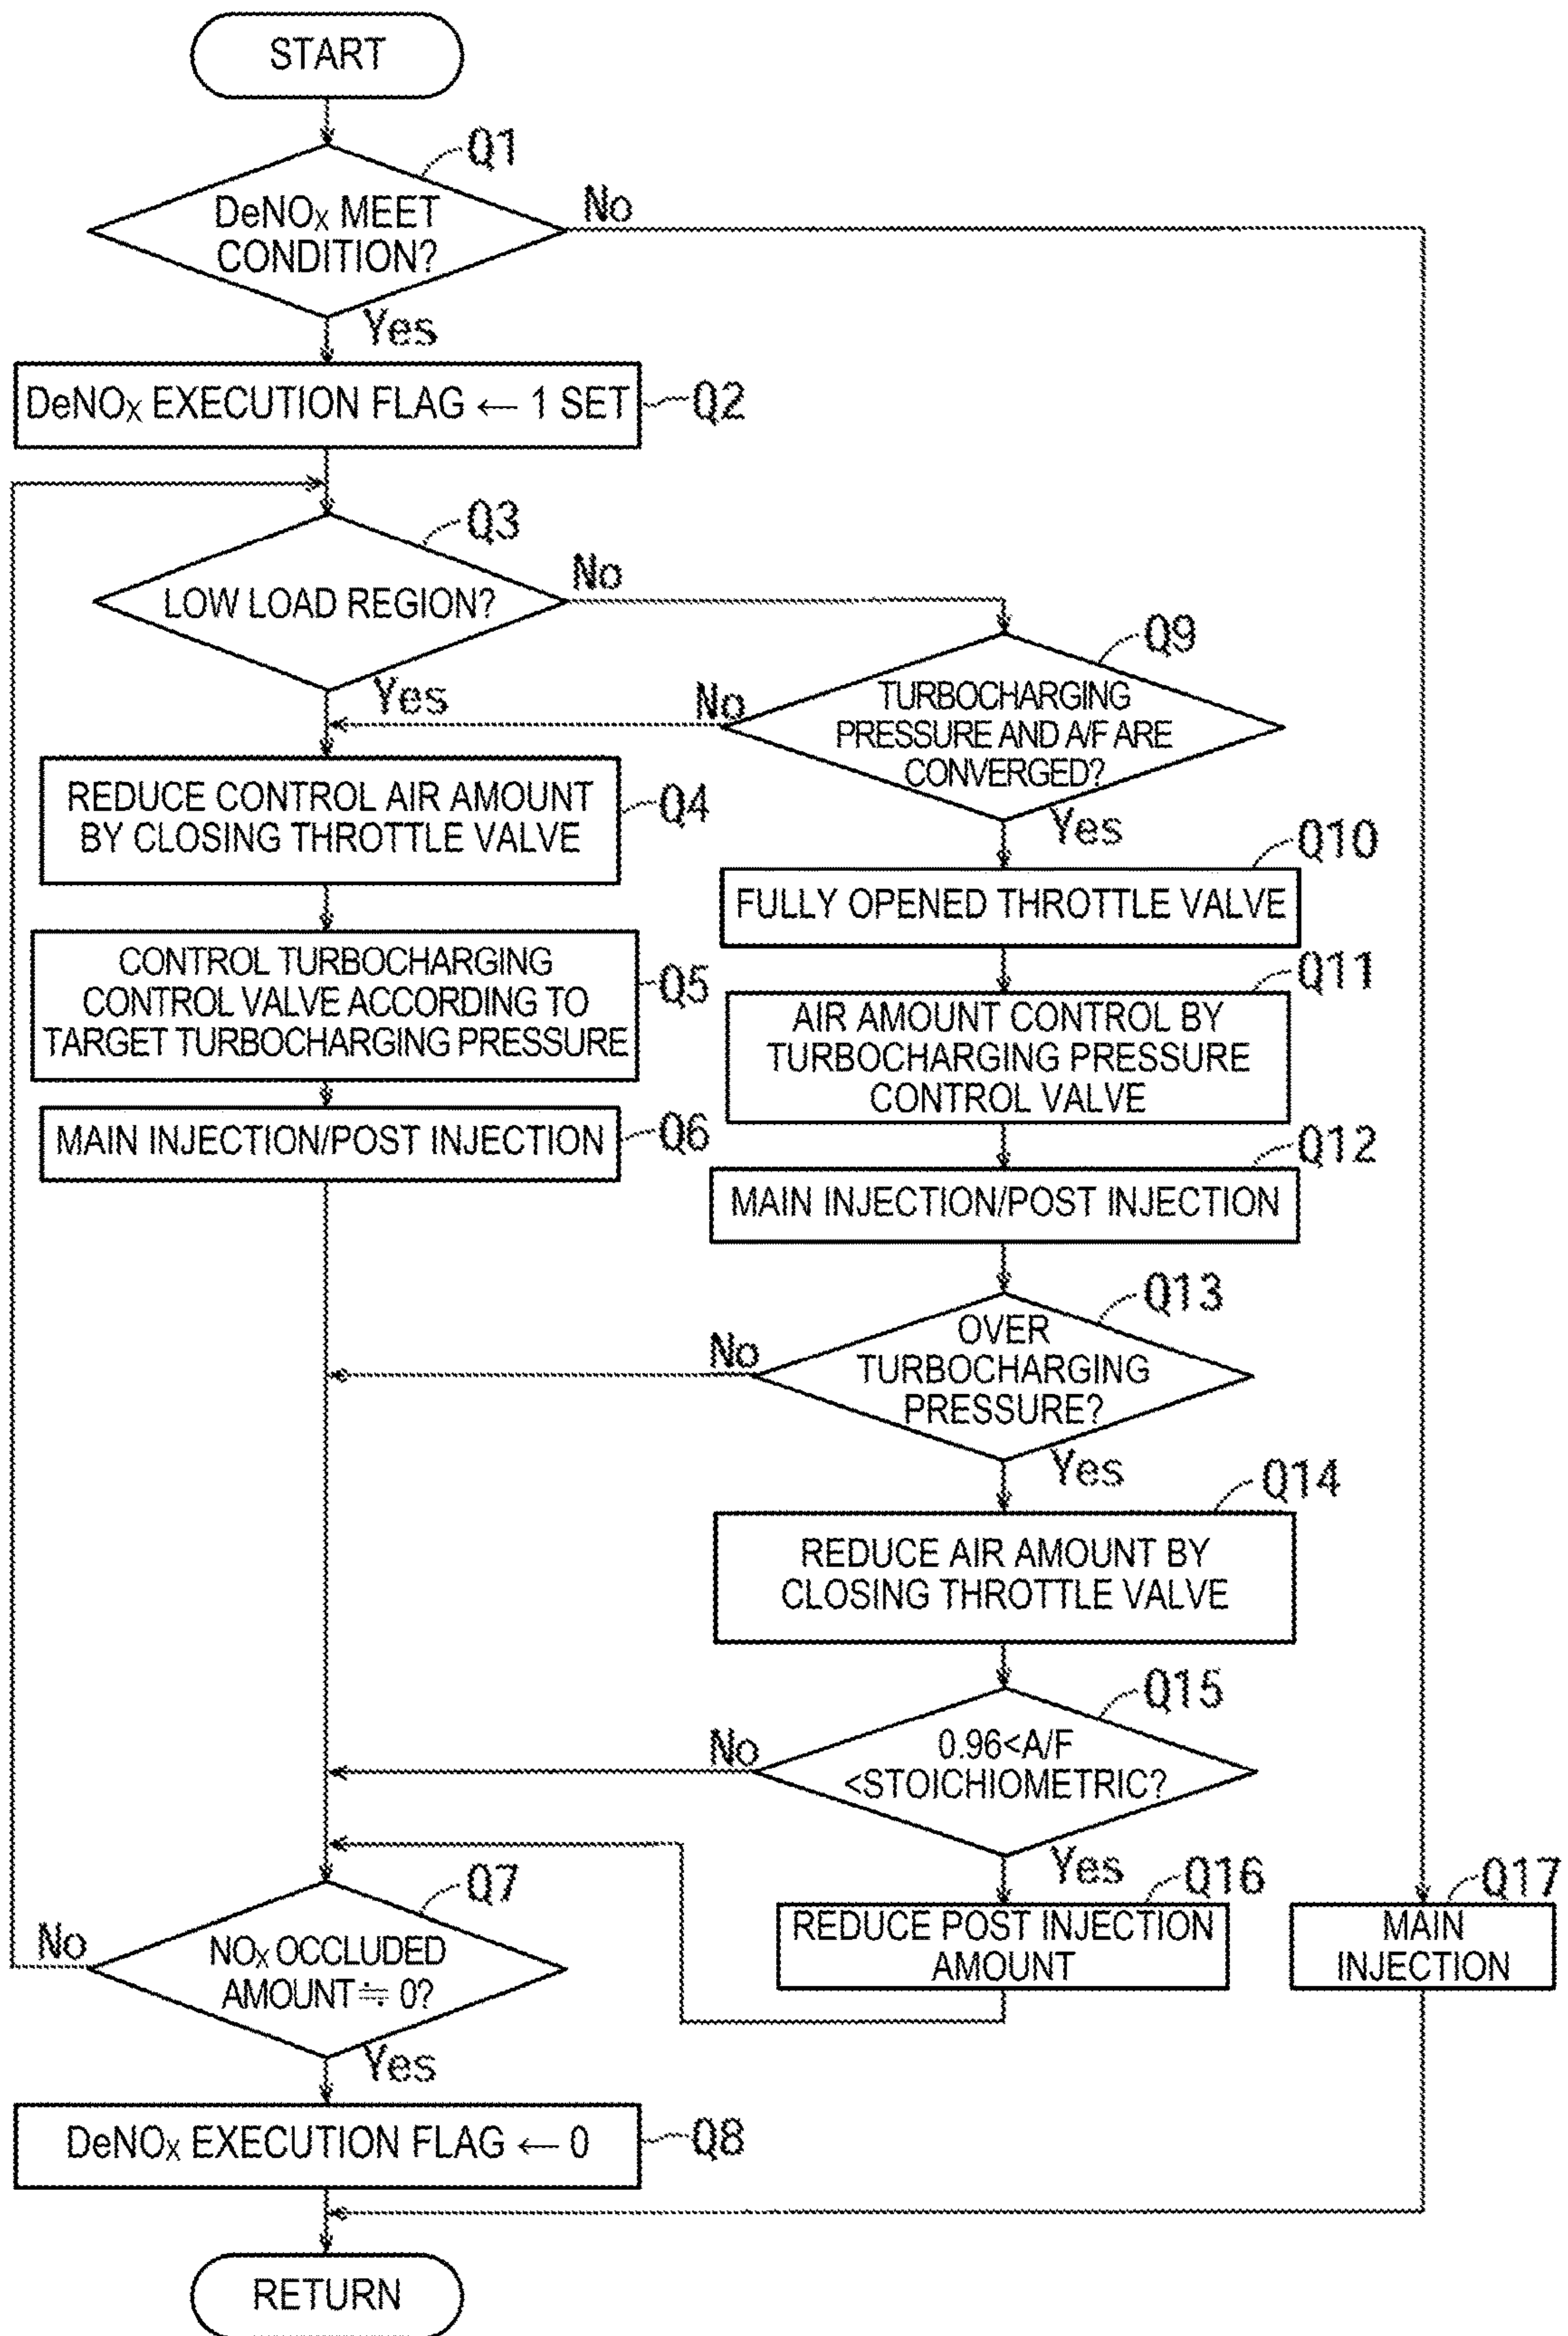 START
Q1
DeNOX MEET
CONDITION?
No
Yes
DeNOX EXECUTION FLAG ← 1 SET
Q2
Q3
LOW LOAD REGION?
No
Yes
Q9
TURBOCHARGING
PRESSURE AND A/F ARE
CONVERGED?
No
Yes
REDUCE CONTROL AIR AMOUNT
BY CLOSING THROTTLE VALVE
Q4
Q10
FULLY OPENED THROTTLE VALVE
CONTROL TURBOCHARGING
CONTROL VALVE ACCORDING TO
TARGET TURBOCHARGING PRESSURE
Q5
Q11
AIR AMOUNT CONTROL BY
TURBOCHARGING PRESSURE
CONTROL VALVE
MAIN INJECTION/POST INJECTION
Q6
Q12
MAIN INJECTION/POST INJECTION
Q13
OVER
TURBOCHARGING
PRESSURE?
No
Yes
Q14
REDUCE AIR AMOUNT BY
CLOSING THROTTLE VALVE
Q15
0.96<A/F
<STOICHIOMETRIC?
No
Yes
Q16
REDUCE POST INJECTION
AMOUNT
Q17
MAIN
INJECTION
Q7
NOX OCCLUDED
AMOUNT ≒ 0?
No
Yes
DeNOX EXECUTION FLAG ← 0
Q8
RETURN